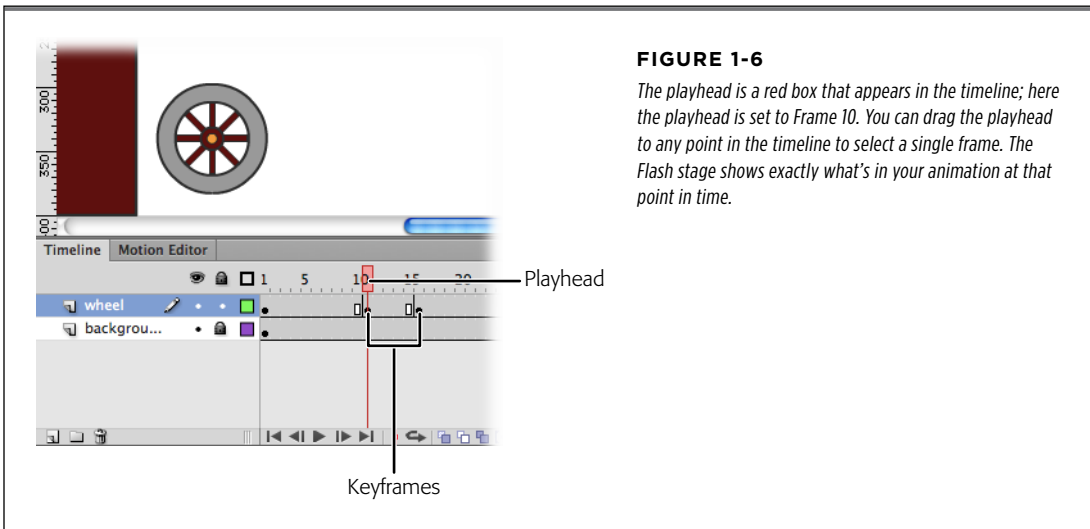 FIGURE 1-6
The playhead is a red box that appears in the timeline; here
the playhead is set to Frame 10. You can drag the playhead
to any point in the timeline to select a single frame. The
Flash stage shows exactly what's in your animation at that
point in time.
300
350
Timeline Motion Editor
1 5 10 15 20
Playhead
wheel
backgrou...
Keyframes